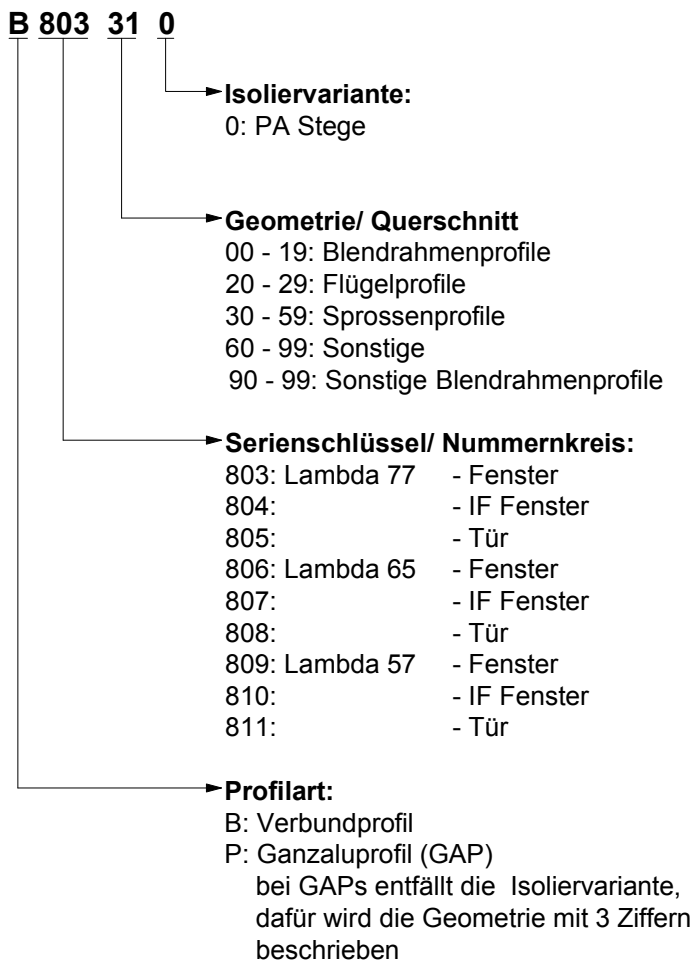 B 803 31 0
Isoliervariante:
0: PA Stege
Geometrie/ Querschnitt
00 - 19: Blendrahmenprofile
20 - 29: Flügelprofile
30 - 59: Sprossenprofile
60 - 99: Sonstige
90 - 99: Sonstige Blendrahmenprofile
Serienschlüssel/ Nummernkreis:
803: Lambda 77 - Fenster
804: - IF Fenster
805: - Tür
806: Lambda 65 - Fenster
807: - IF Fenster
808: - Tür
809: Lambda 57 - Fenster
810: - IF Fenster
811: - Tür
Profilart:
B: Verbundprofil
P: Ganzaluprofil (GAP)
bei GAPs entfällt die Isoliervariante,
dafür wird die Geometrie mit 3 Ziffern
beschrieben